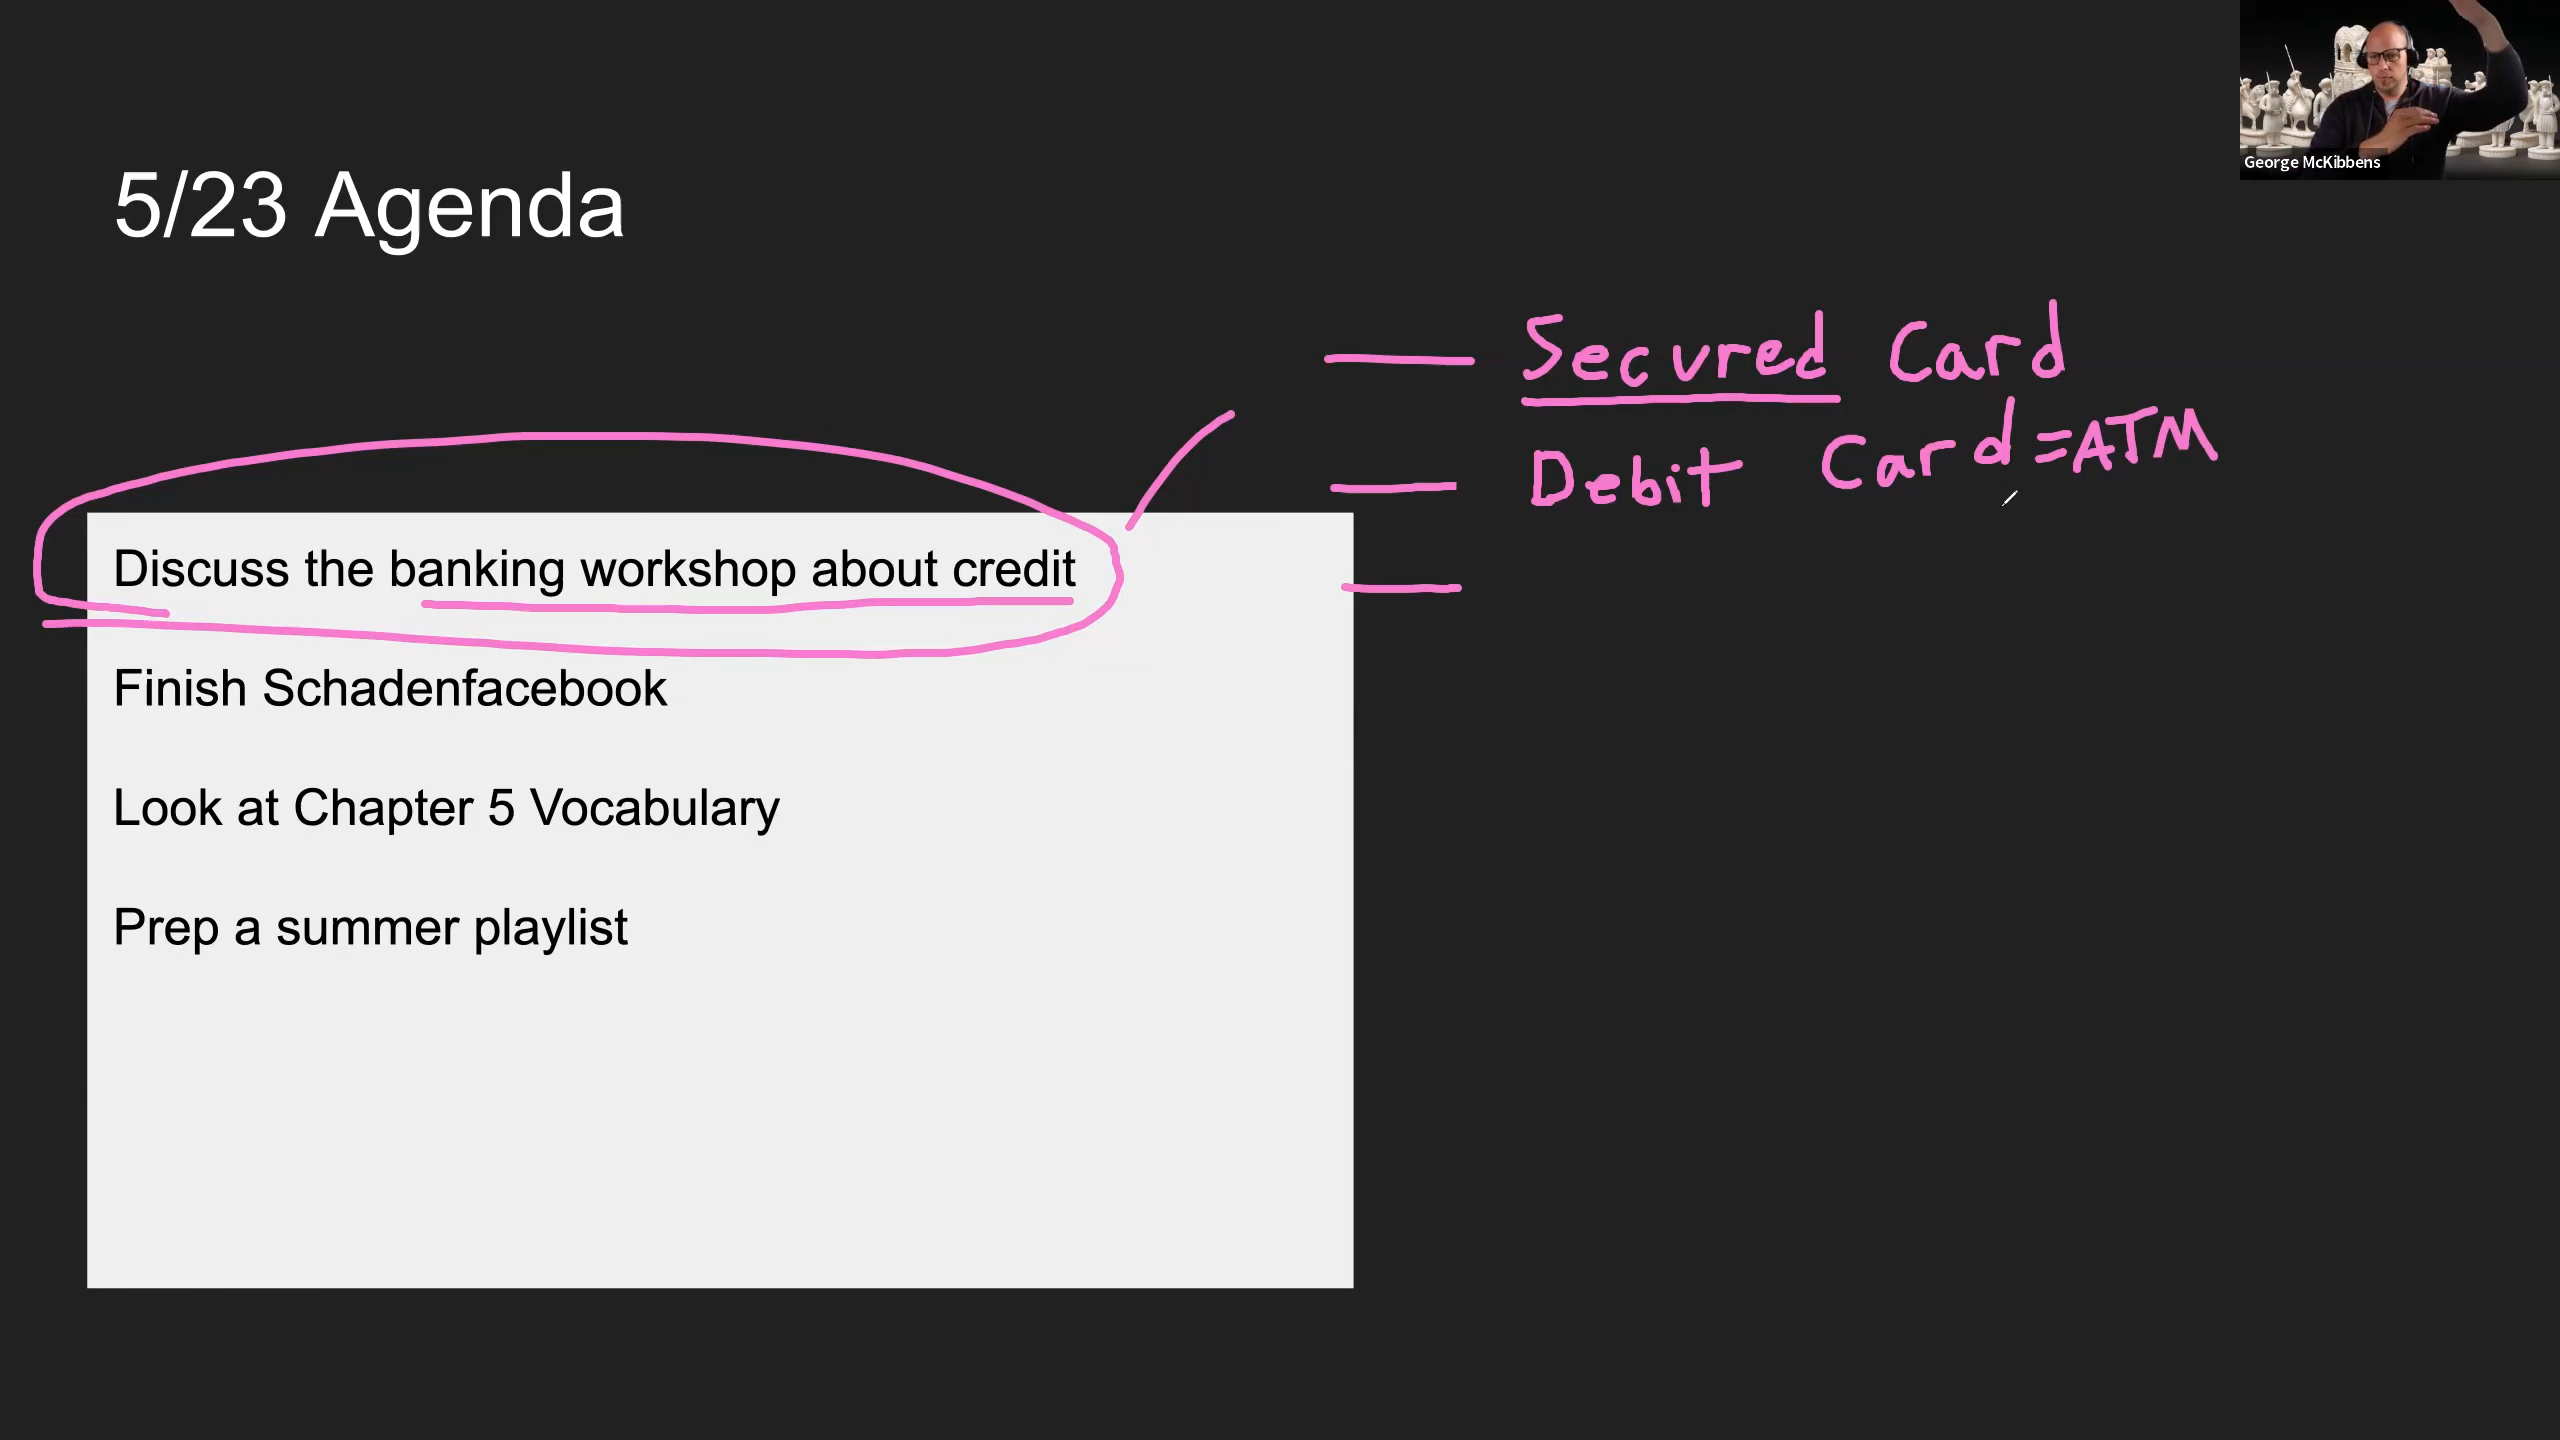 George McKibbens
5/23 Agenda
Secured Card
Debit Card=ATM
Discuss the banking workshop about credit
Finish Schadenfacebook
Look at Chapter 5 Vocabulary
Prep a summer playlist